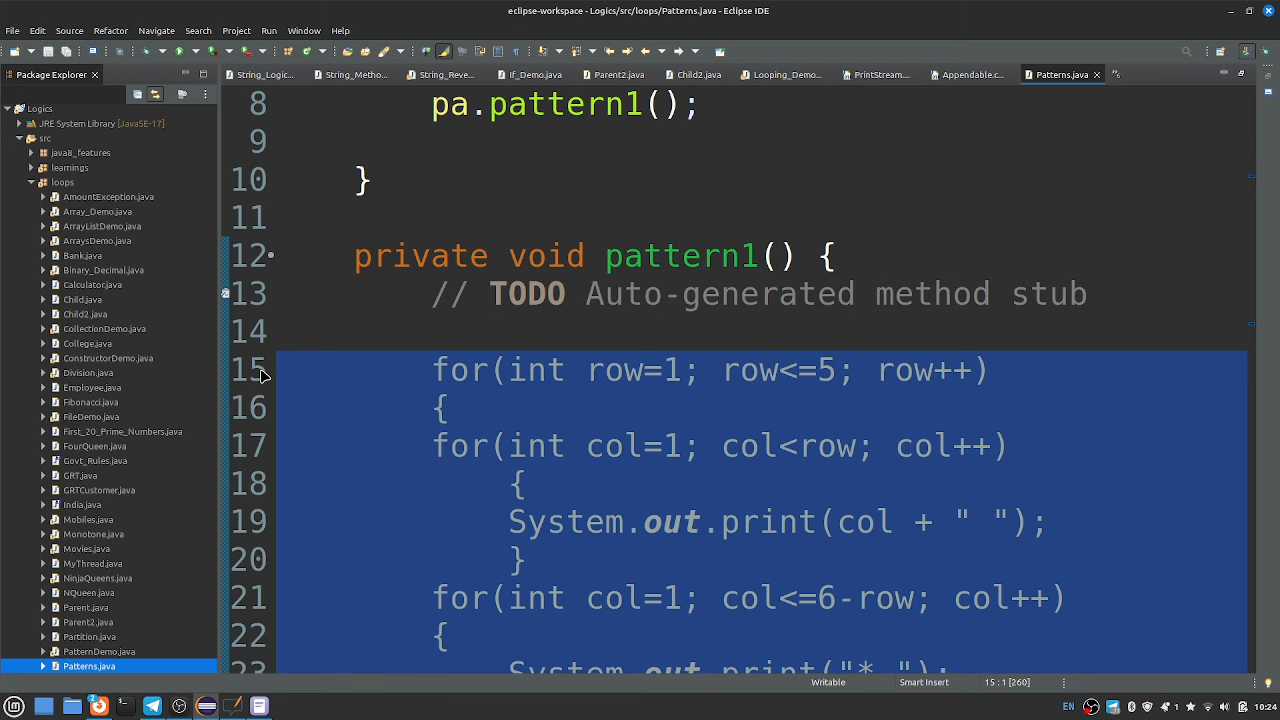 eclipse-workspace - Logics/src/loops/Patterns.java - Eclipse IDE
File Edit Source Refactor Navigate Search Project Run Window Help
Package Explorer
String_Logic... String_Metho... String_Reve... If_Demo.java Parent2.java Child2.java Looping_Demo... PrintStream.... Appendable.c... Patterns.java
Logics
JRE System Library [JavaSE-17]
src
java8_features
learnings
loops
AmountException.java
Array_Demo.java
ArrayListDemo.java
ArraysDemo.java
Bank.java
Binary_Decimal.java
Calculator.java
Child.java
Child2.java
CollectionDemo.java
College.java
ConstructorDemo.java
Division.java
Employee.java
Fibonacci.java
FileDemo.java
First_20_Prime_Numbers.java
FourQueen.java
Govt_Rules.java
GRT.java
GRTCustomer.java
India.java
Mobiles.java
Monotone.java
Movies.java
MyThread.java
NinjaQueens.java
NQueen.java
Parent.java
Parent2.java
Partition.java
PatternDemo.java
Patterns.java
8 pa.pattern1();
9
10 }
11
12 private void pattern1() {
13 // TODO Auto-generated method stub
14
15 for(int row=1; row<=5; row++)
16 {
17 for(int col=1; col<row; col++)
18 {
19 System.out.print(col + " ");
20 }
21 for(int col=1; col<=6-row; col++)
22 {
23 System.out.print("* ");
Writable Smart Insert 15 : 1 [260]
2 EN 10:24